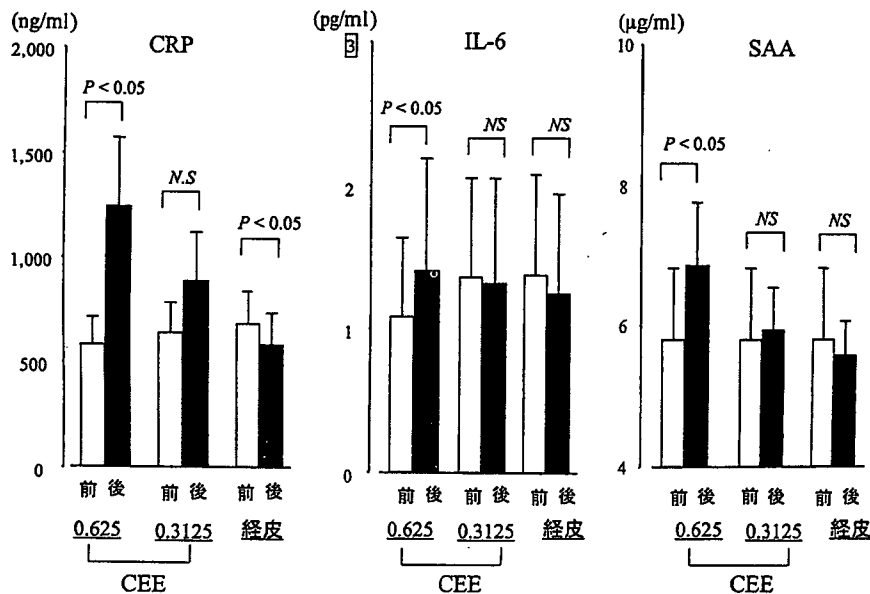 (ng/ml)
CRP
2,000
1,500
1,000
500
0
P < 0.05
N.S
P < 0.05
前 後
前 後
前 後
0.625
0.3125
経皮
CEE
(pg/ml)
IL-6
3
2
1
0
P < 0.05
NS
NS
前 後
前 後
前 後
0.625
0.3125
経皮
CEE
(μg/ml)
SAA
10
8
6
4
P < 0.05
NS
NS
前 後
前 後
前 後
0.625
0.3125
経皮
CEE